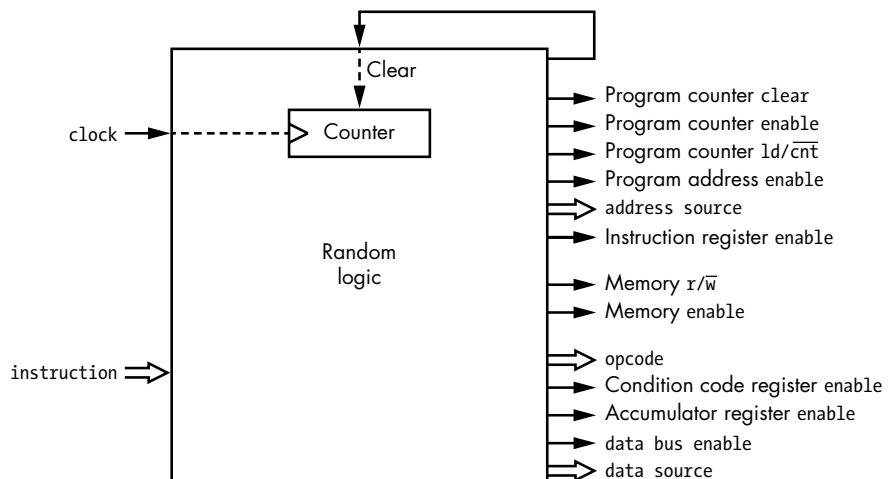 Clear
Program counter clear
clock
Counter
Program counter enable
Program counter ld/c̅n̅t̅
Program address enable
address source
Instruction register enable
Random
logic
Memory r/w̅
Memory enable
instruction
opcode
Condition code register enable
Accumulator register enable
data bus enable
data source